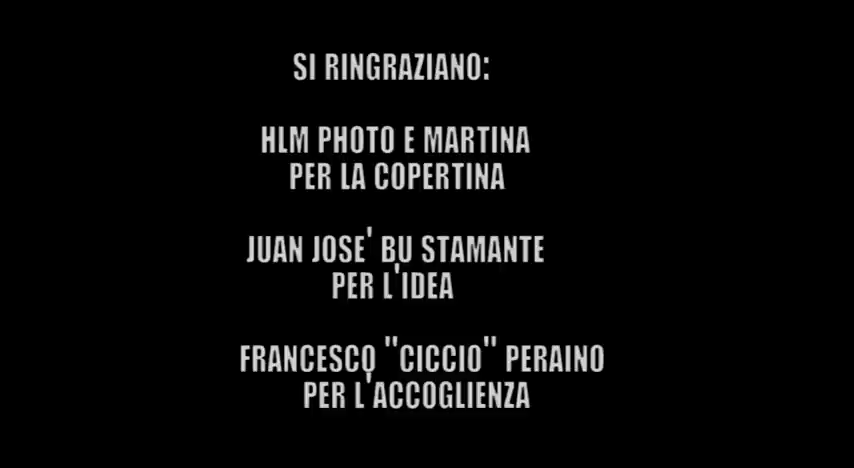 SI RINGRAZIANO:
HLM PHOTO E MARTINA
PER LA COPERTINA
JUAN JOSE' BU STAMANTE
PER L'IDEA
FRANCESCO "CICCIO" PERAINO
PER L'ACCOGLIENZA